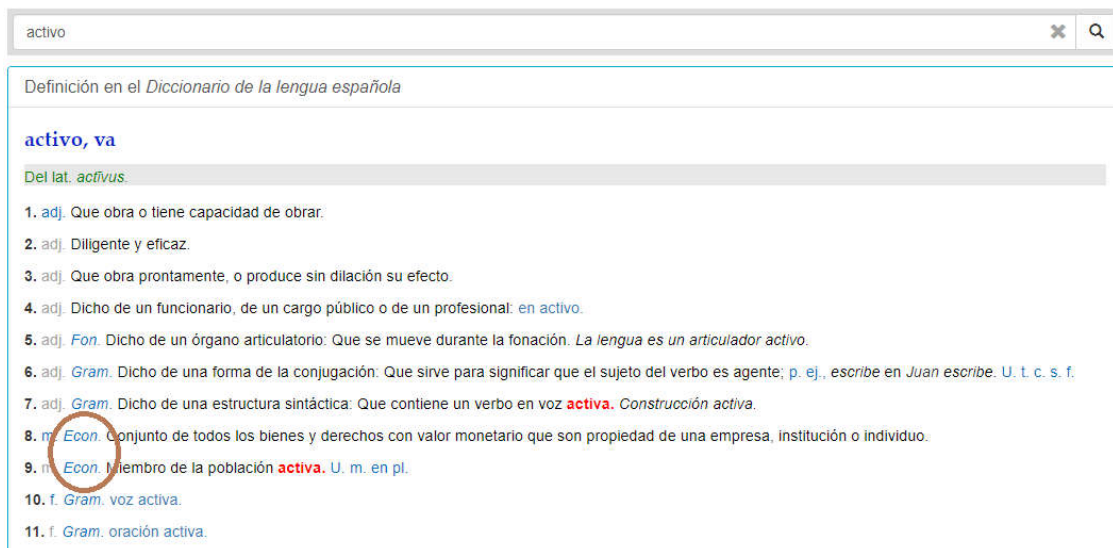 activo
Definición en el Diccionario de la lengua española
activo, va
Del lat. actīvus.
1. adj. Que obra o tiene capacidad de obrar.
2. adj. Diligente y eficaz.
3. adj. Que obra prontamente, o produce sin dilación su efecto.
4. adj. Dicho de un funcionario, de un cargo público o de un profesional: en activo.
5. adj. Fon. Dicho de un órgano articulatorio: Que se mueve durante la fonación. La lengua es un articulador activo.
6. adj. Gram. Dicho de una forma de la conjugación: Que sirve para significar que el sujeto del verbo es agente; p. ej., escribe en Juan escribe. U. t. c. s. f.
7. adj. Gram. Dicho de una estructura sintáctica: Que contiene un verbo en voz activa. Construcción activa.
8. m. Econ. Conjunto de todos los bienes y derechos con valor monetario que son propiedad de una empresa, institución o individuo.
9. m. Econ. Miembro de la población activa. U. m. en pl.
10. f. Gram. voz activa.
11. f. Gram. oración activa.